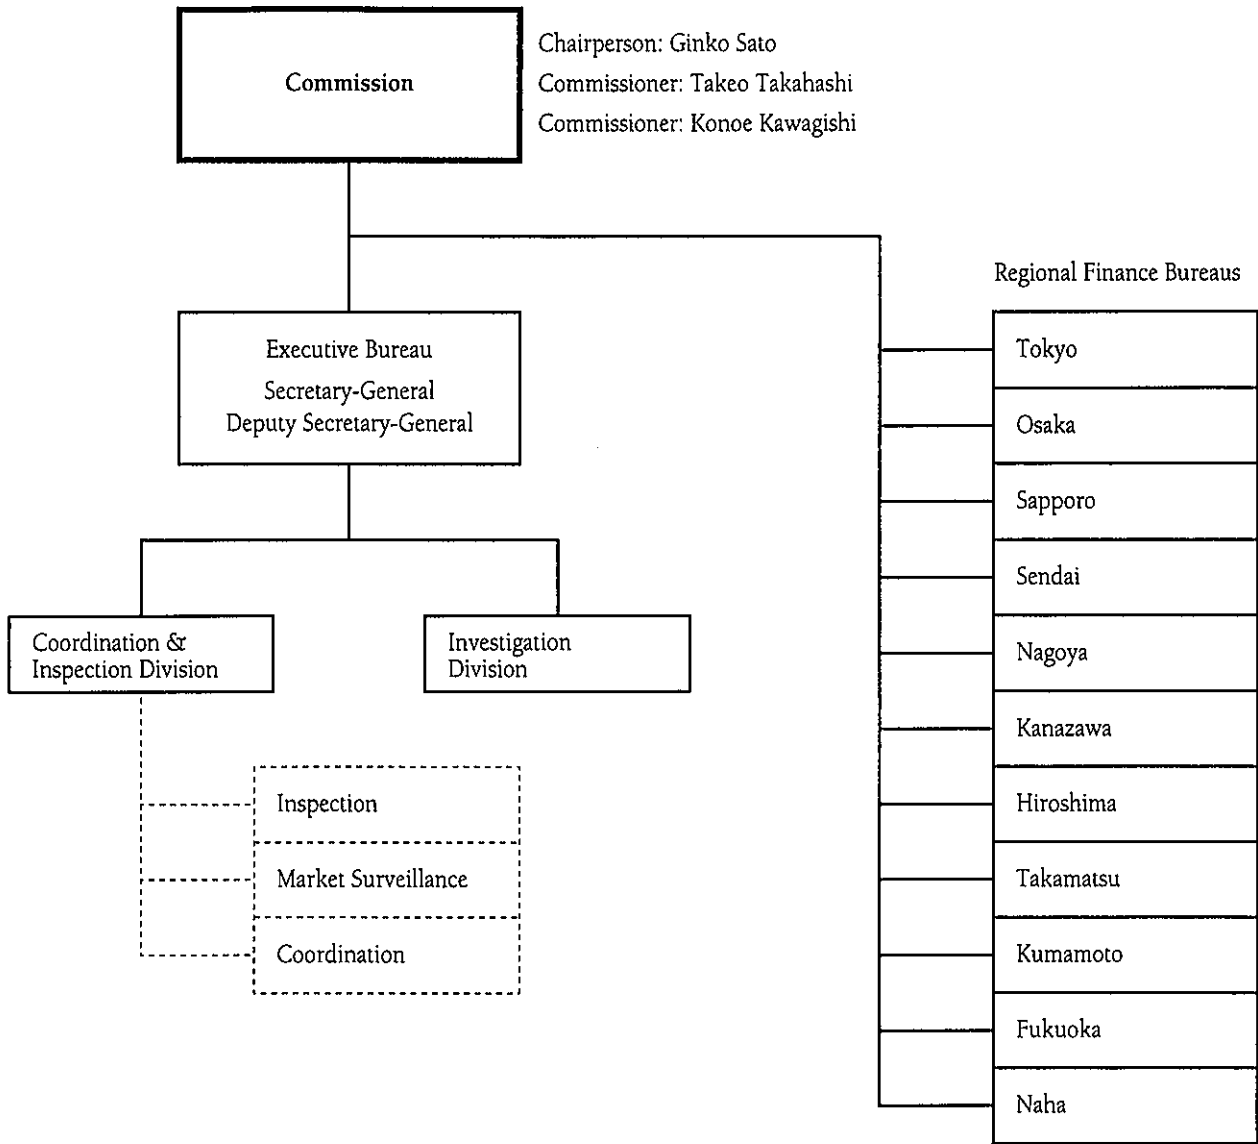 Commission
Chairperson: Ginko Sato
Commissioner: Takeo Takahashi
Commissioner: Konoe Kawagishi
Executive Bureau
Secretary-General
Deputy Secretary-General
Coordination &
Inspection Division
Investigation
Division
Inspection
Market Surveillance
Coordination
Regional Finance Bureaus
Tokyo
Osaka
Sapporo
Sendai
Nagoya
Kanazawa
Hiroshima
Takamatsu
Kumamoto
Fukuoka
Naha